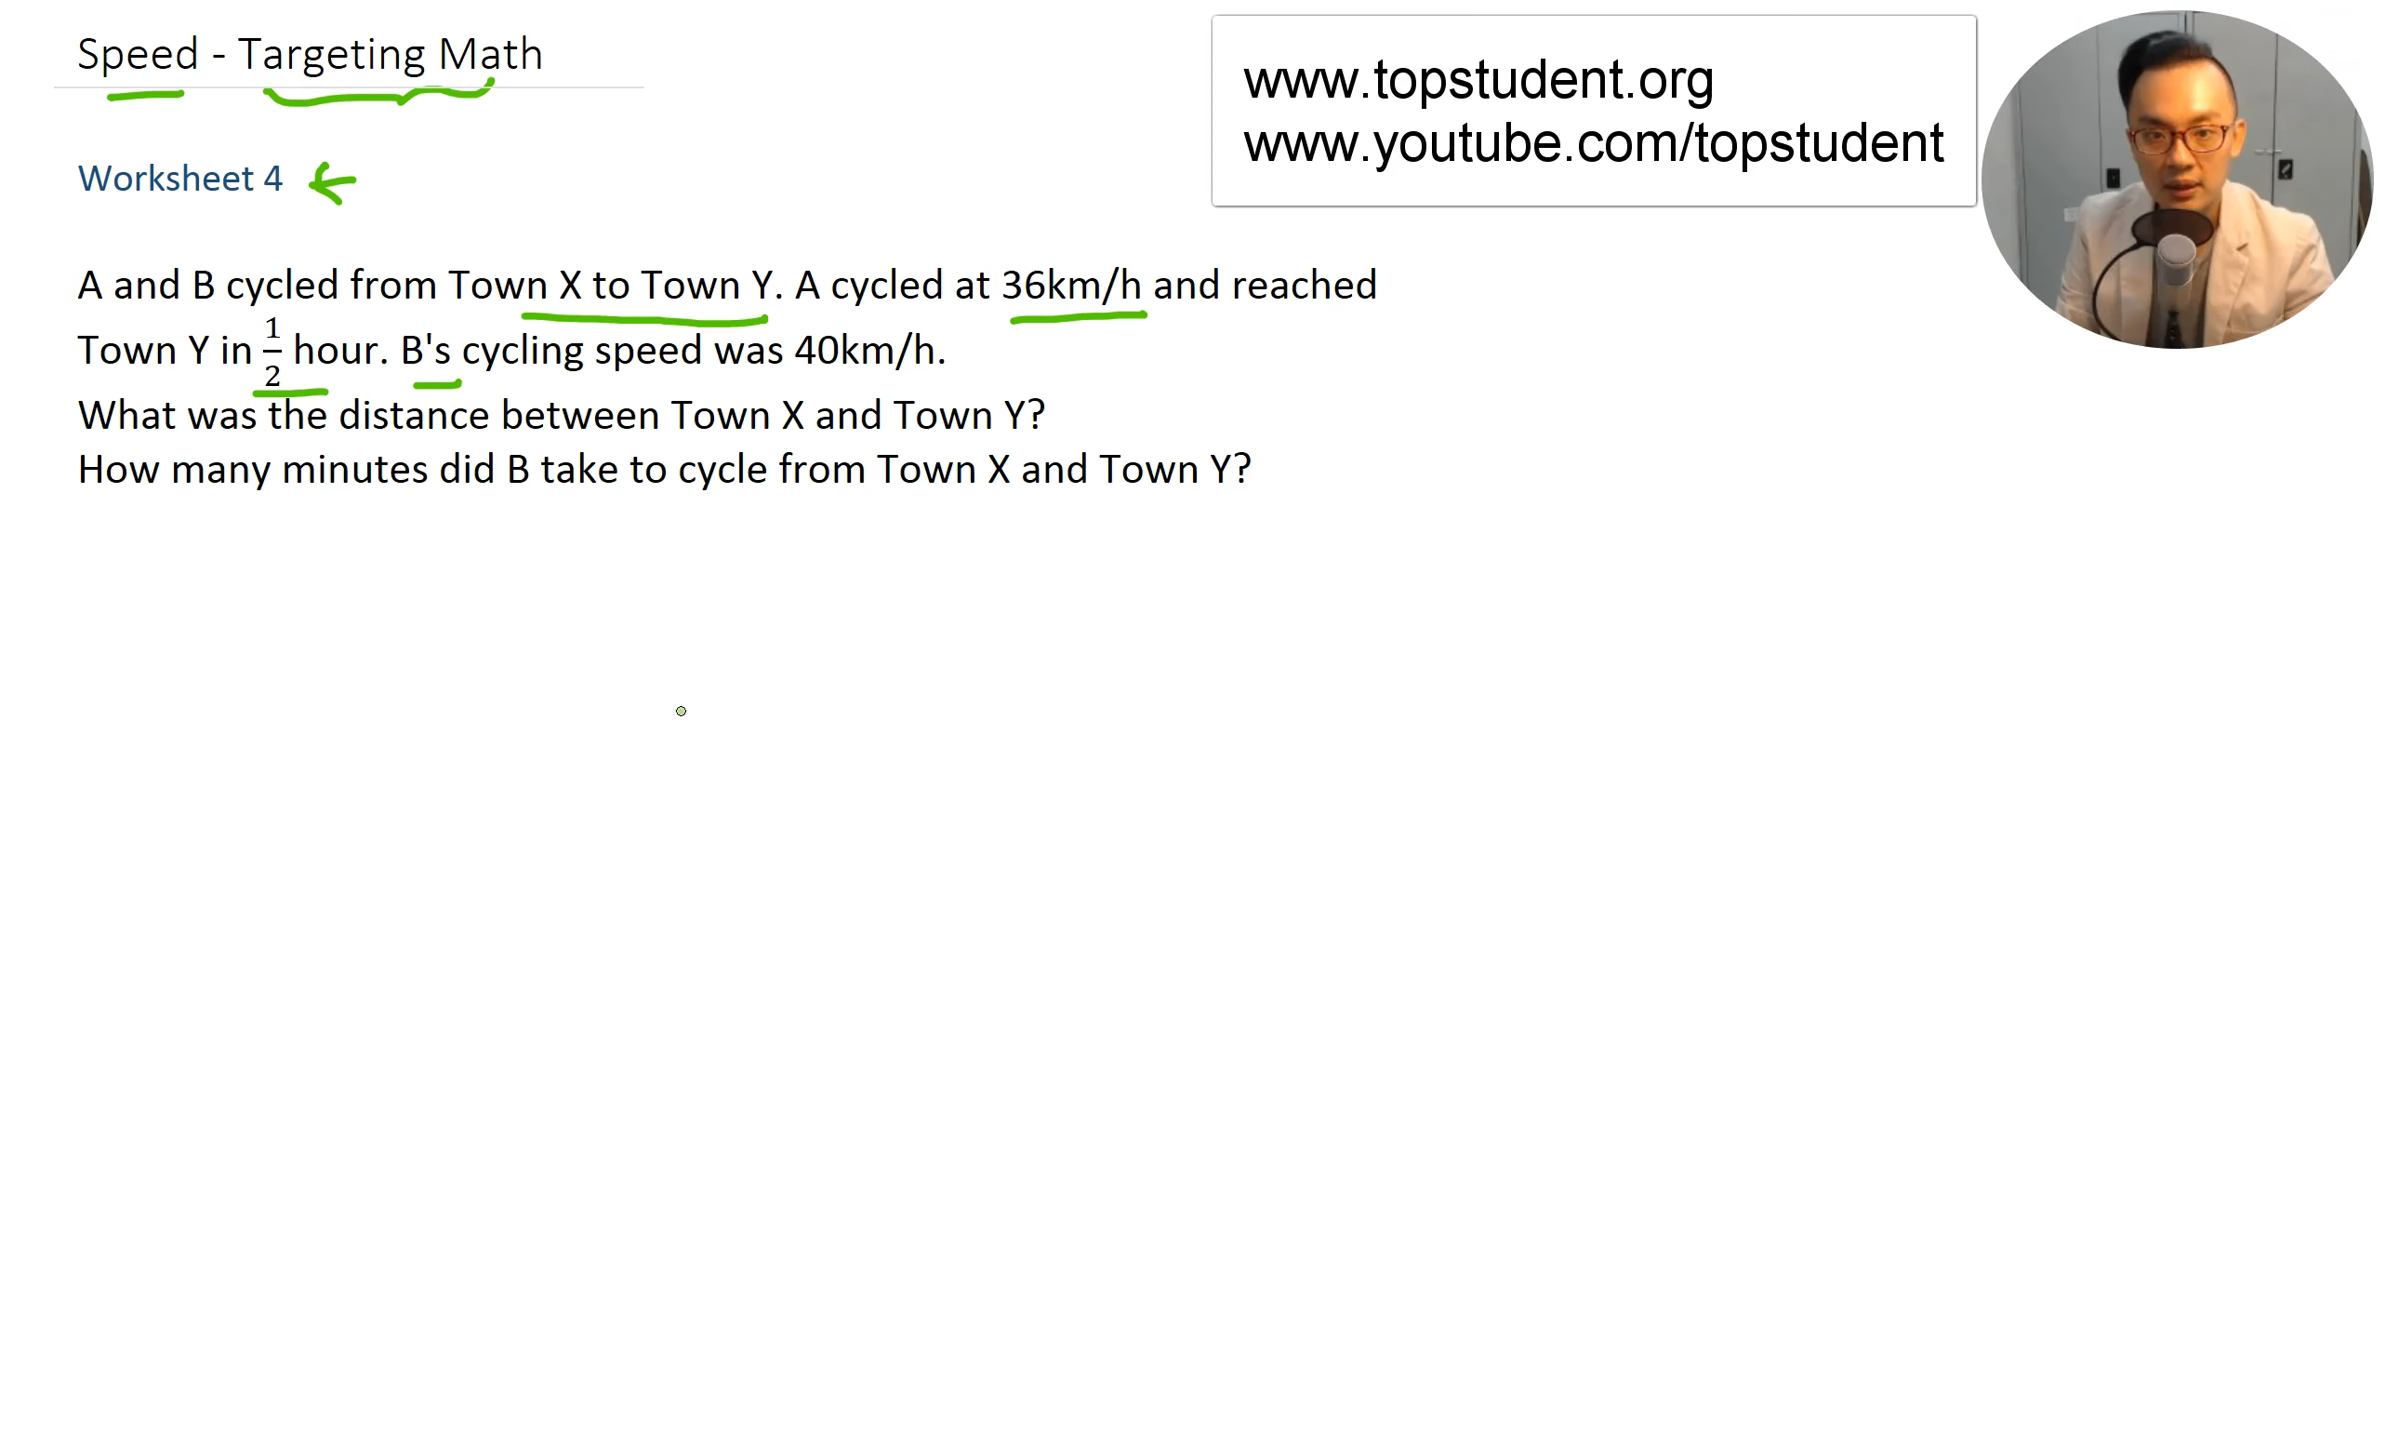 Speed - Targeting Math
www.topstudent.org
www.youtube.com/topstudent
Worksheet 4
A and B cycled from Town X to Town Y. A cycled at 36km/h and reached
Town Y in 1/2 hour. B's cycling speed was 40km/h.
What was the distance between Town X and Town Y?
How many minutes did B take to cycle from Town X and Town Y?